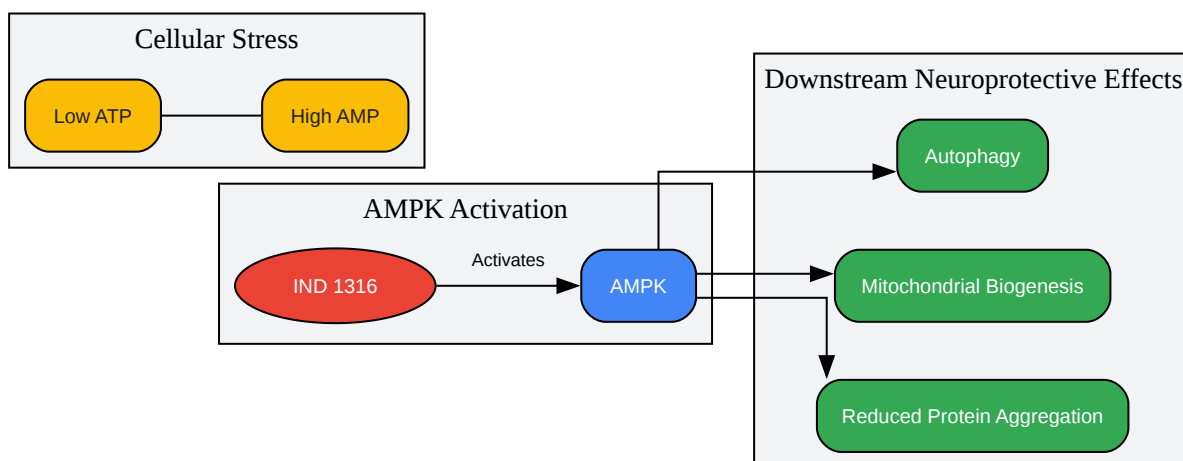 Cellular Stress
Low ATP
High AMP
AMPK Activation
IND 1316
Activates
AMPK
Downstream Neuroprotective Effects
Autophagy
Mitochondrial Biogenesis
Reduced Protein Aggregation